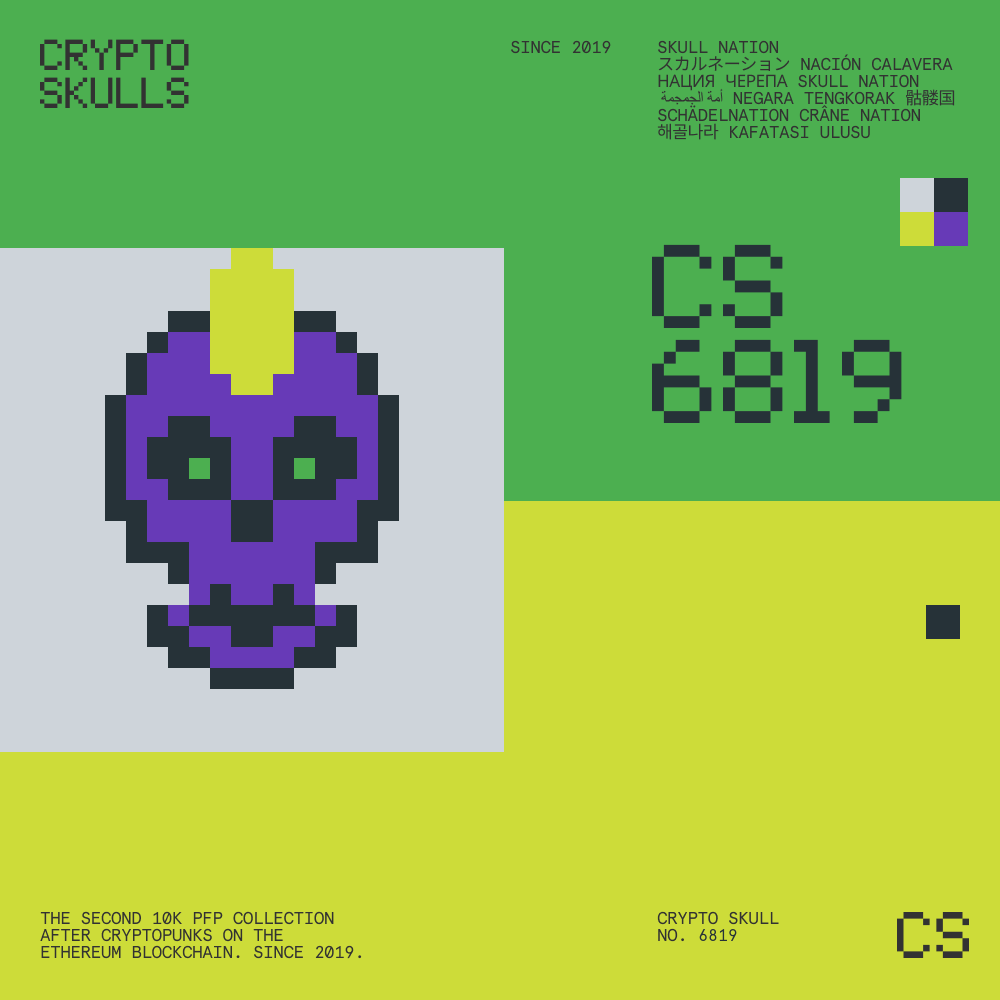 CRYPTO
SKULLS
SINCE 2019
SKULL NATION
スカルネーション NACIÓN CALAVERA
НАЦИЯ ЧЕРЕПА SKULL NATION
أمة الجمجمة NEGARA TENGKORAK 骷髅国
SCHÄDELNATION CRÂNE NATION
해골나라 KAFATASI ULUSU
CS
6819
THE SECOND 10K PFP COLLECTION
AFTER CRYPTOPUNKS ON THE
ETHEREUM BLOCKCHAIN. SINCE 2019.
CRYPTO SKULL
NO. 6819
CS